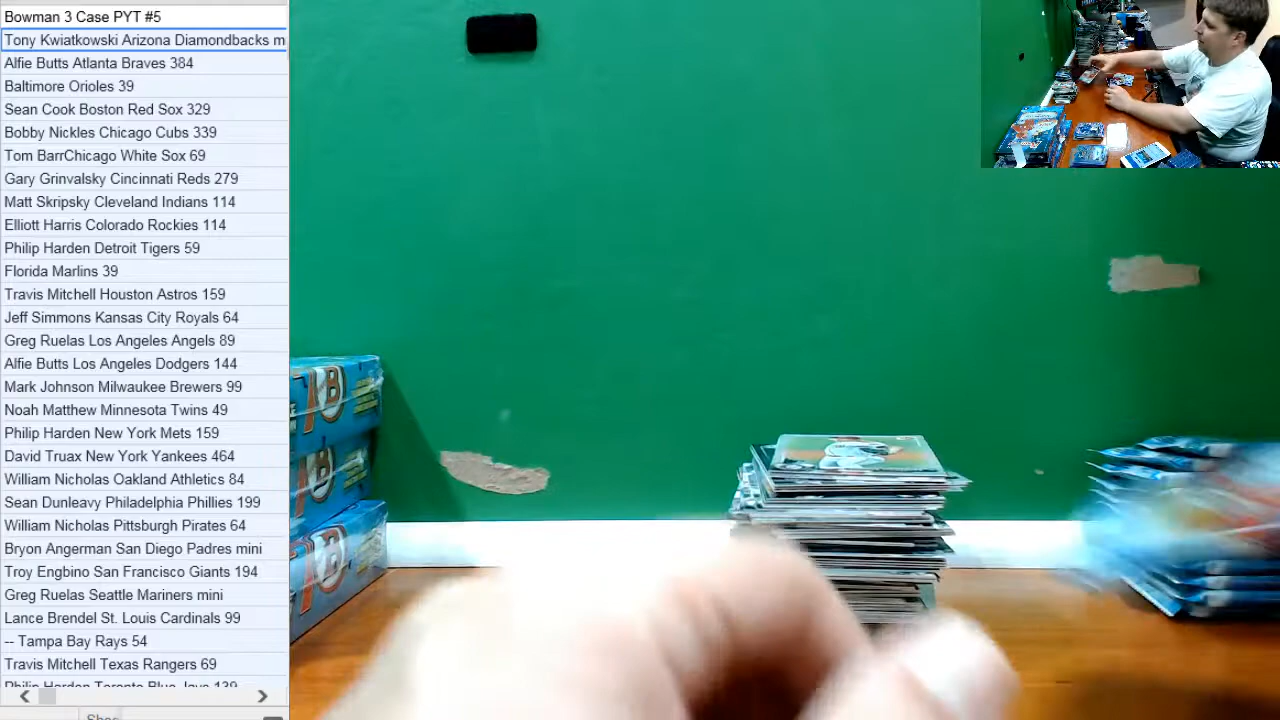 Bowman 3 Case PYT #5
Tony Kwiatkowski Arizona Diamondbacks m
Alfie Butts Atlanta Braves 384
Baltimore Orioles 39
Sean Cook Boston Red Sox 329
Bobby Nickles Chicago Cubs 339
Tom BarrChicago White Sox 69
Gary Grinvalsky Cincinnati Reds 279
Matt Skripsky Cleveland Indians 114
Elliott Harris Colorado Rockies 114
Philip Harden Detroit Tigers 59
Florida Marlins 39
Travis Mitchell Houston Astros 159
Jeff Simmons Kansas City Royals 64
Greg Ruelas Los Angeles Angels 89
Alfie Butts Los Angeles Dodgers 144
Mark Johnson Milwaukee Brewers 99
Noah Matthew Minnesota Twins 49
Philip Harden New York Mets 159
David Truax New York Yankees 464
William Nicholas Oakland Athletics 84
Sean Dunleavy Philadelphia Phillies 199
William Nicholas Pittsburgh Pirates 64
Bryon Angerman San Diego Padres mini
Troy Engbino San Francisco Giants 194
Greg Ruelas Seattle Mariners mini
Lance Brendel St. Louis Cardinals 99
-- Tampa Bay Rays 54
Travis Mitchell Texas Rangers 69
Philip Harden Toronto Blue Jays 139
B
B
B